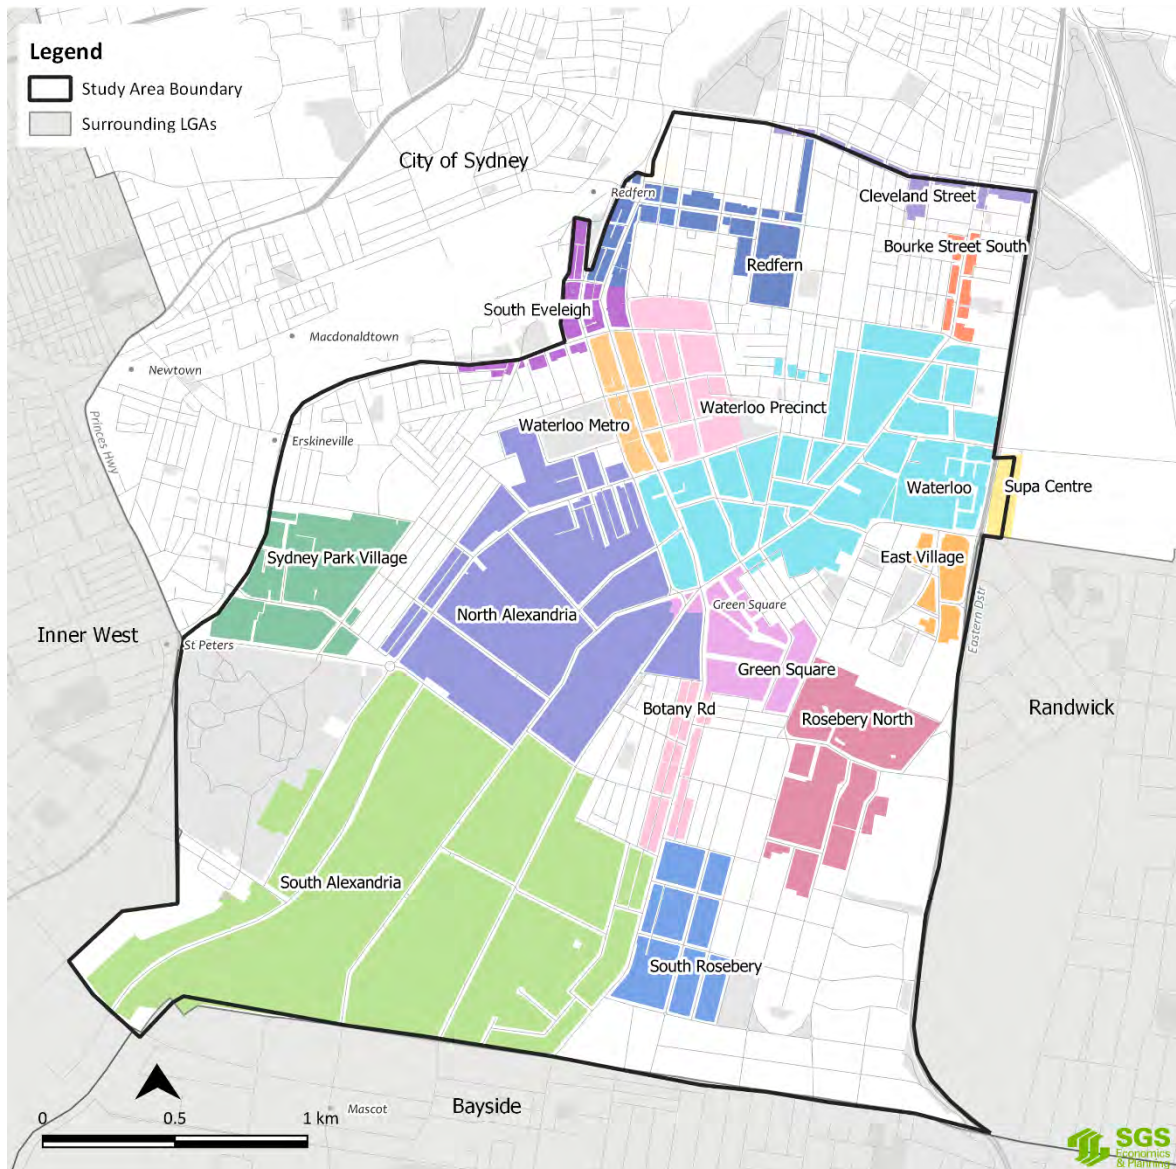 Legend
Study Area Boundary
Surrounding LGAs
City of Sydney
Redfern
Cleveland Street
Bourke Street South
Redfern
South Eveleigh
Macdonaldtown
Newtown
Princes Hwy
Waterloo Precinct
Waterloo Metro
Erskineville
Waterloo
Supa Centre
Sydney Park Village
East Village
North Alexandria
Green Square
Eastern Dstr
Inner West
St Peters
Green Square
Botany Rd
Rosebery North
Randwick
South Alexandria
South Rosebery
0 0.5 1 km
Mascot
Bayside
SGS
Economics
& Planning